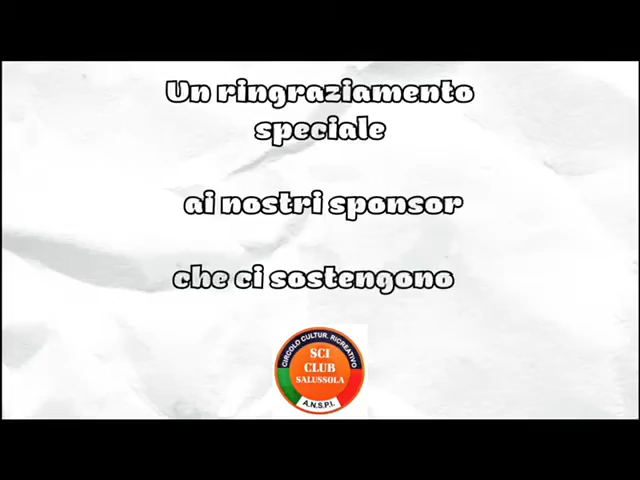 Un ringraziamento
speciale
ai nostri sponsor
che ci sostengono
CIRCOLO CULTUR. RICREATIVO
SCI
CLUB
SALUSSOLA
A.N.S.P.I.